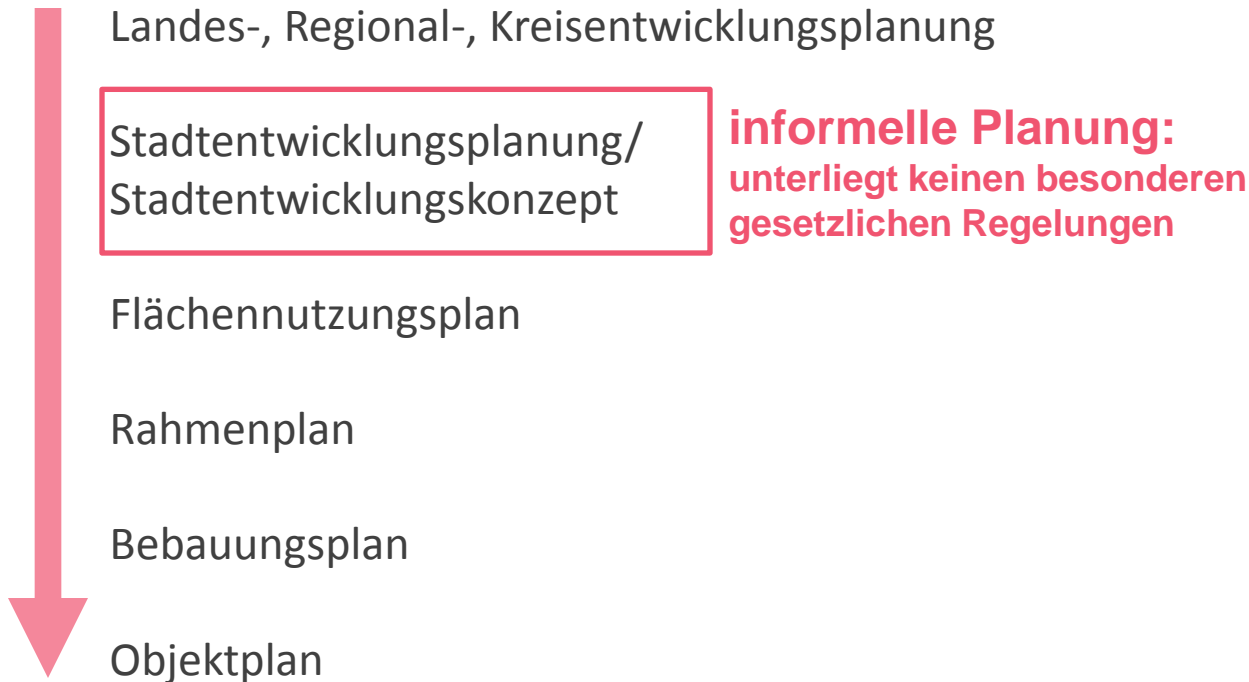 Landes-, Regional-, Kreisentwicklungsplanung
Stadtentwicklungsplanung/
Stadtentwicklungskonzept
informelle Planung:
unterliegt keinen besonderen
gesetzlichen Regelungen
Flächennutzungsplan
Rahmenplan
Bebauungsplan
Objektplan